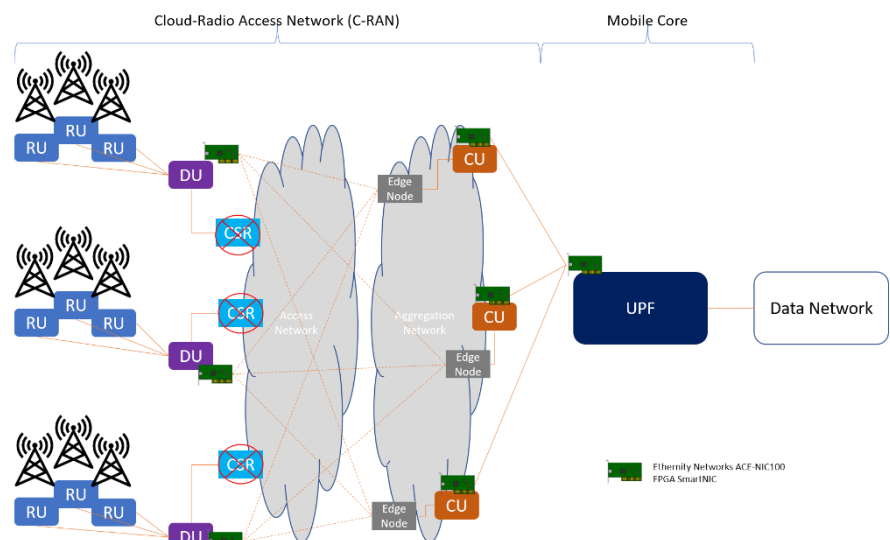 Cloud-Radio Access Network (C-RAN)
Mobile Core
RU
RU
RU
DU
CSR
Edge
Node
CU
RU
RU
RU
DU
CSR
Access
Network
Aggregation
Network
CU
Edge
Node
UPF
Data Network
RU
RU
RU
DU
CSR
Edge
Node
CU
Ethernity Networks ACE-NIC100
FPGA SmartNIC